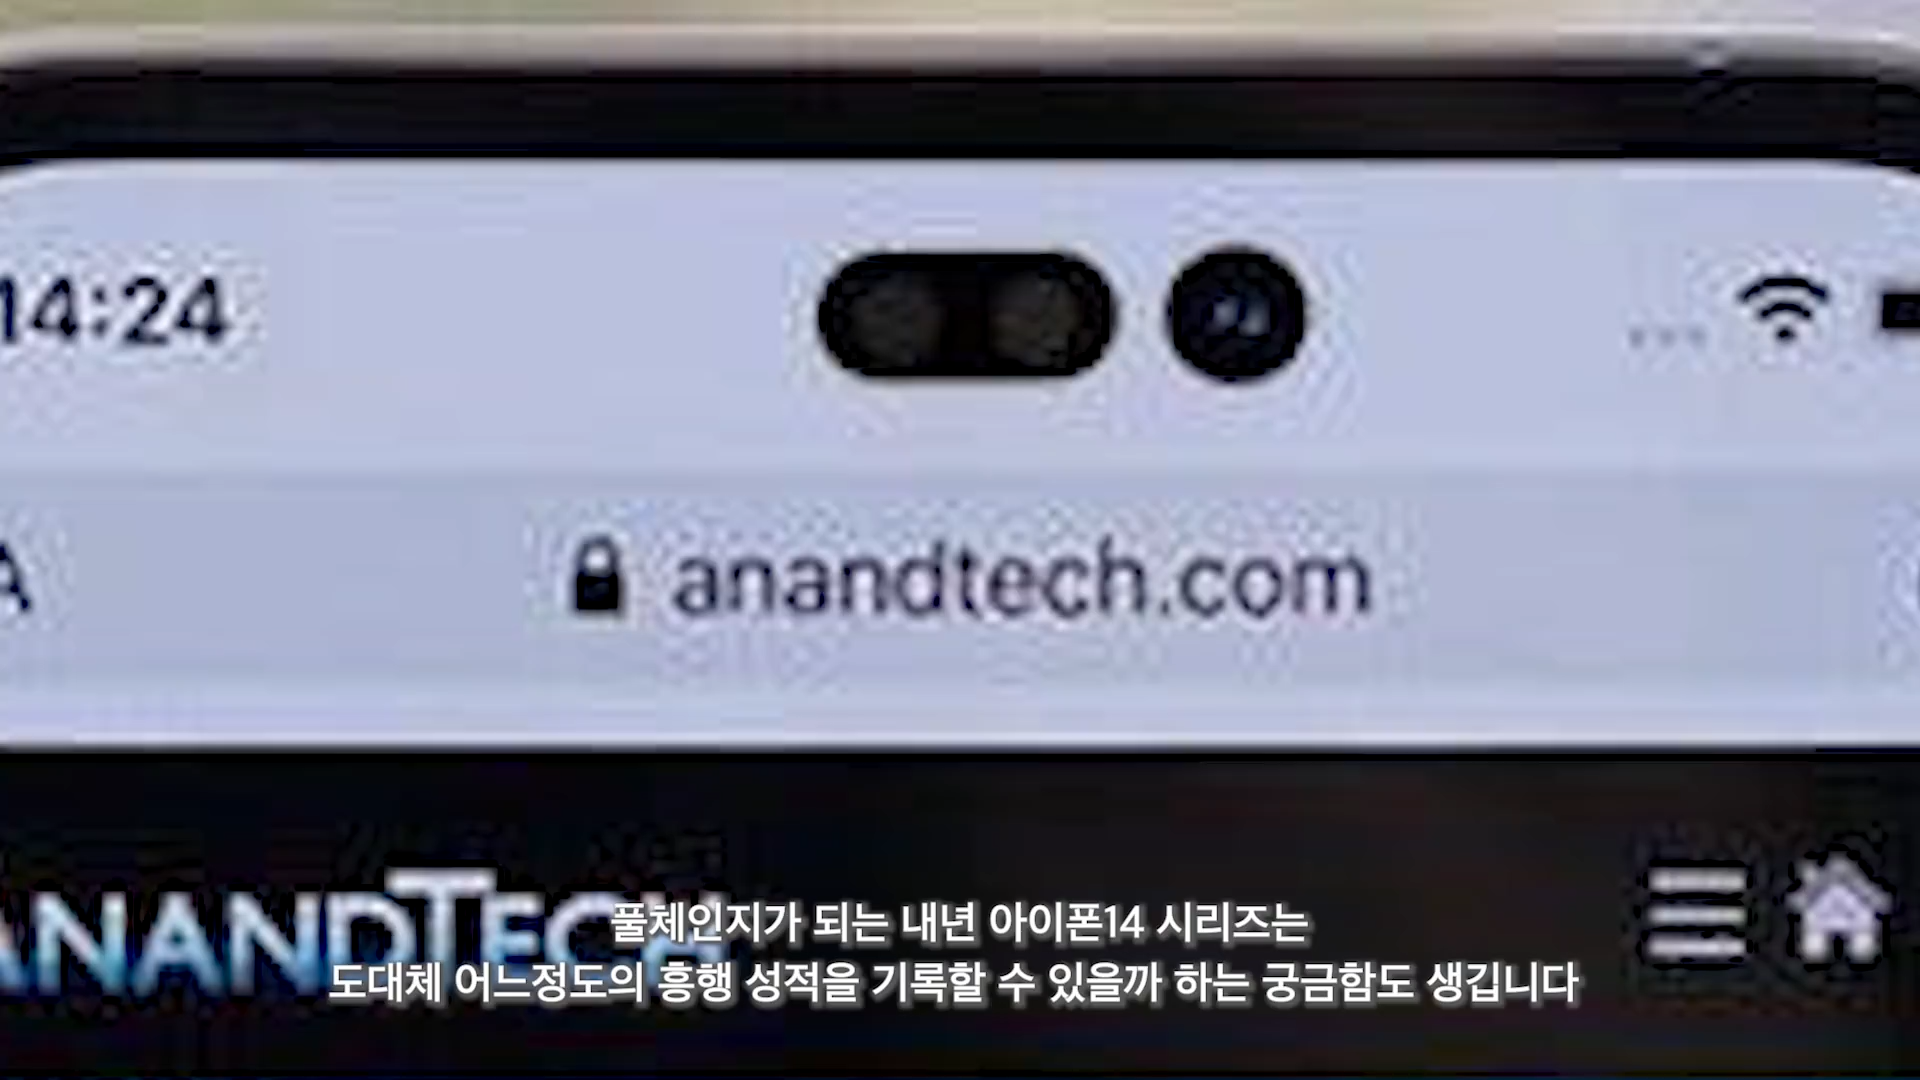 14:24
A
anandtech.com
ANANDTECH
풀체인지가 되는 내년 아이폰14 시리즈는
도대체 어느정도의 흥행 성적을 기록할 수 있을까 하는 궁금함도 생깁니다